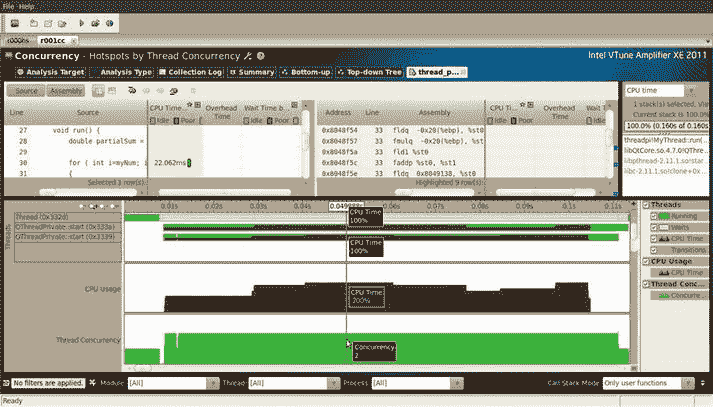 File Help
r000hs r001cc
Concurrency - Hotspots by Thread Concurrency
Intel VTune Amplifier XE 2011
Analysis Target Analysis Type Collection Log Summary Bottom-up Top-down Tree thread_p...
Source Assembly
CPU time
1 stack(s) selected. View
Current stack is 100.0%
100.0% (0.160s of 0.160s
threadpi!MyThread::run(
libQtCore.so.4.7.0!QThre
libpthread-2.11.1.so!star
libc-2.11.1.so!clone+0x
Line Source CPU Time Overhead Time Wait Time b
Idle Poor Idle Poor
Address Line Assembly CPU Ti... Overhead Time Wait T
Idle Idle
27 void run() {
28 double partialSum =
29
30 for ( int i=myNum; i 22.062ms
31 {
0x8048f54 33 fldq -0x20(%ebp), %st0
0x8048f57 33 fmulq -0x20(%ebp), %st0
0x8048f5a 33 fld1 %st0
0x8048f5c 33 faddp %st0, %st1
0x8048f5e 33 fldq 0x8049138, %st0
Selected 1 row(s):
Highlighted 9 row(s):
0.01s 0.02s 0.03s 0.06s 0.07s 0.08s 0.09s 0.1s 0.11s
Threads
Thread (0x332d)
QThreadPrivate::start (0x333a)
QThreadPrivate::start (0x3339)
CPU Time
100%
CPU Time
100%
CPU Usage
CPU Time
200%
Thread Concurrency
Concurrency
2
Threads
Running
Waits
CPU Time
Transitions
CPU Usage
CPU Time
Thread Conc...
Concurre...
No filters are applied. Module: [All] Thread: [All] Process: [All] Call Stack Mode: Only user functions
Ready